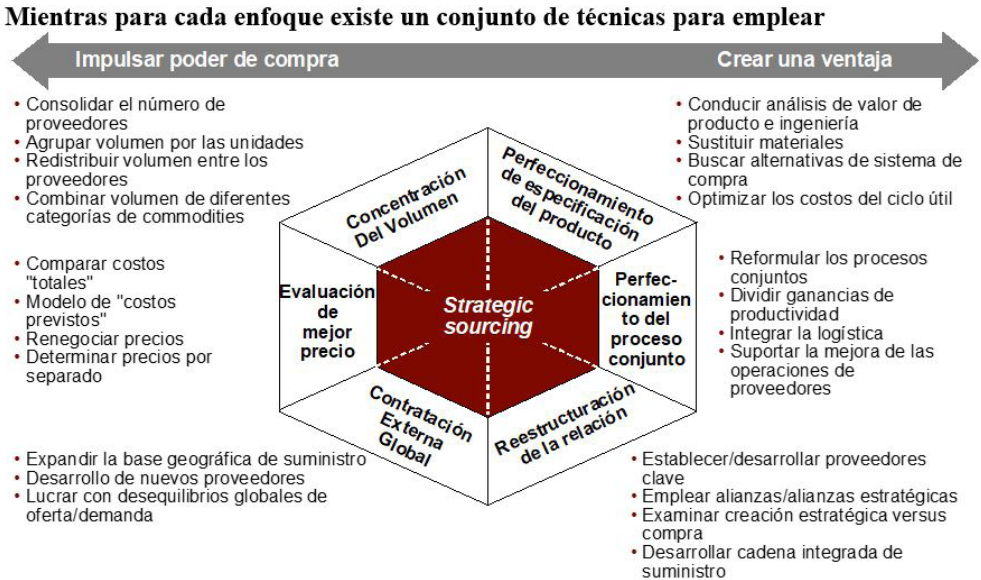 Mientras para cada enfoque existe un conjunto de técnicas para emplear
Impulsar poder de compra
Crear una ventaja
• Consolidar el número de
proveedores
• Agrupar volumen por las unidades
• Redistribuir volumen entre los
proveedores
• Combinar volumen de diferentes
categorías de commodities
• Comparar costos
"totales"
• Modelo de "costos
previstos"
• Renegociar precios
• Determinar precios por
separado
• Expandir la base geográfica de suministro
• Desarrollo de nuevos proveedores
• Lucrar con desequilibrios globales de
oferta/demanda
Concentración
Del Volumen
Perfeccionamiento
de especificación
del producto
Evaluación
de
mejor
precio
Strategic
sourcing
Perfec-
cionamien
to del
proceso
conjunto
Contratación
Externa
Global
Reestructuración
de la relación
• Conducir análisis de valor de
producto e ingeniería
• Sustituir materiales
• Buscar alternativas de sistema de
compra
• Optimizar los costos del ciclo útil
• Reformular los procesos
conjuntos
• Dividir ganancias de
productividad
• Integrar la logística
• Suportar la mejora de las
operaciones de
proveedores
• Establecer/desarrollar proveedores
clave
• Emplear alianzas/alianzas estratégicas
• Examinar creación estratégica versus
compra
• Desarrollar cadena integrada de
suministro